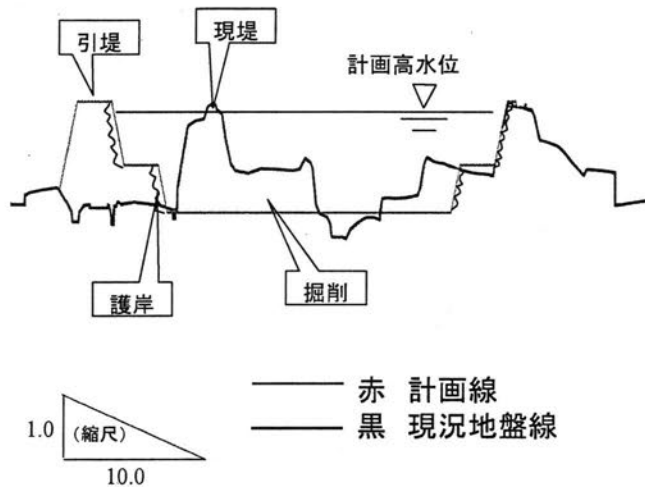 引堤
現堤
計画高水位
護岸
掘削
1.0
(縮尺)
10.0
赤 計画線
黒 現況地盤線